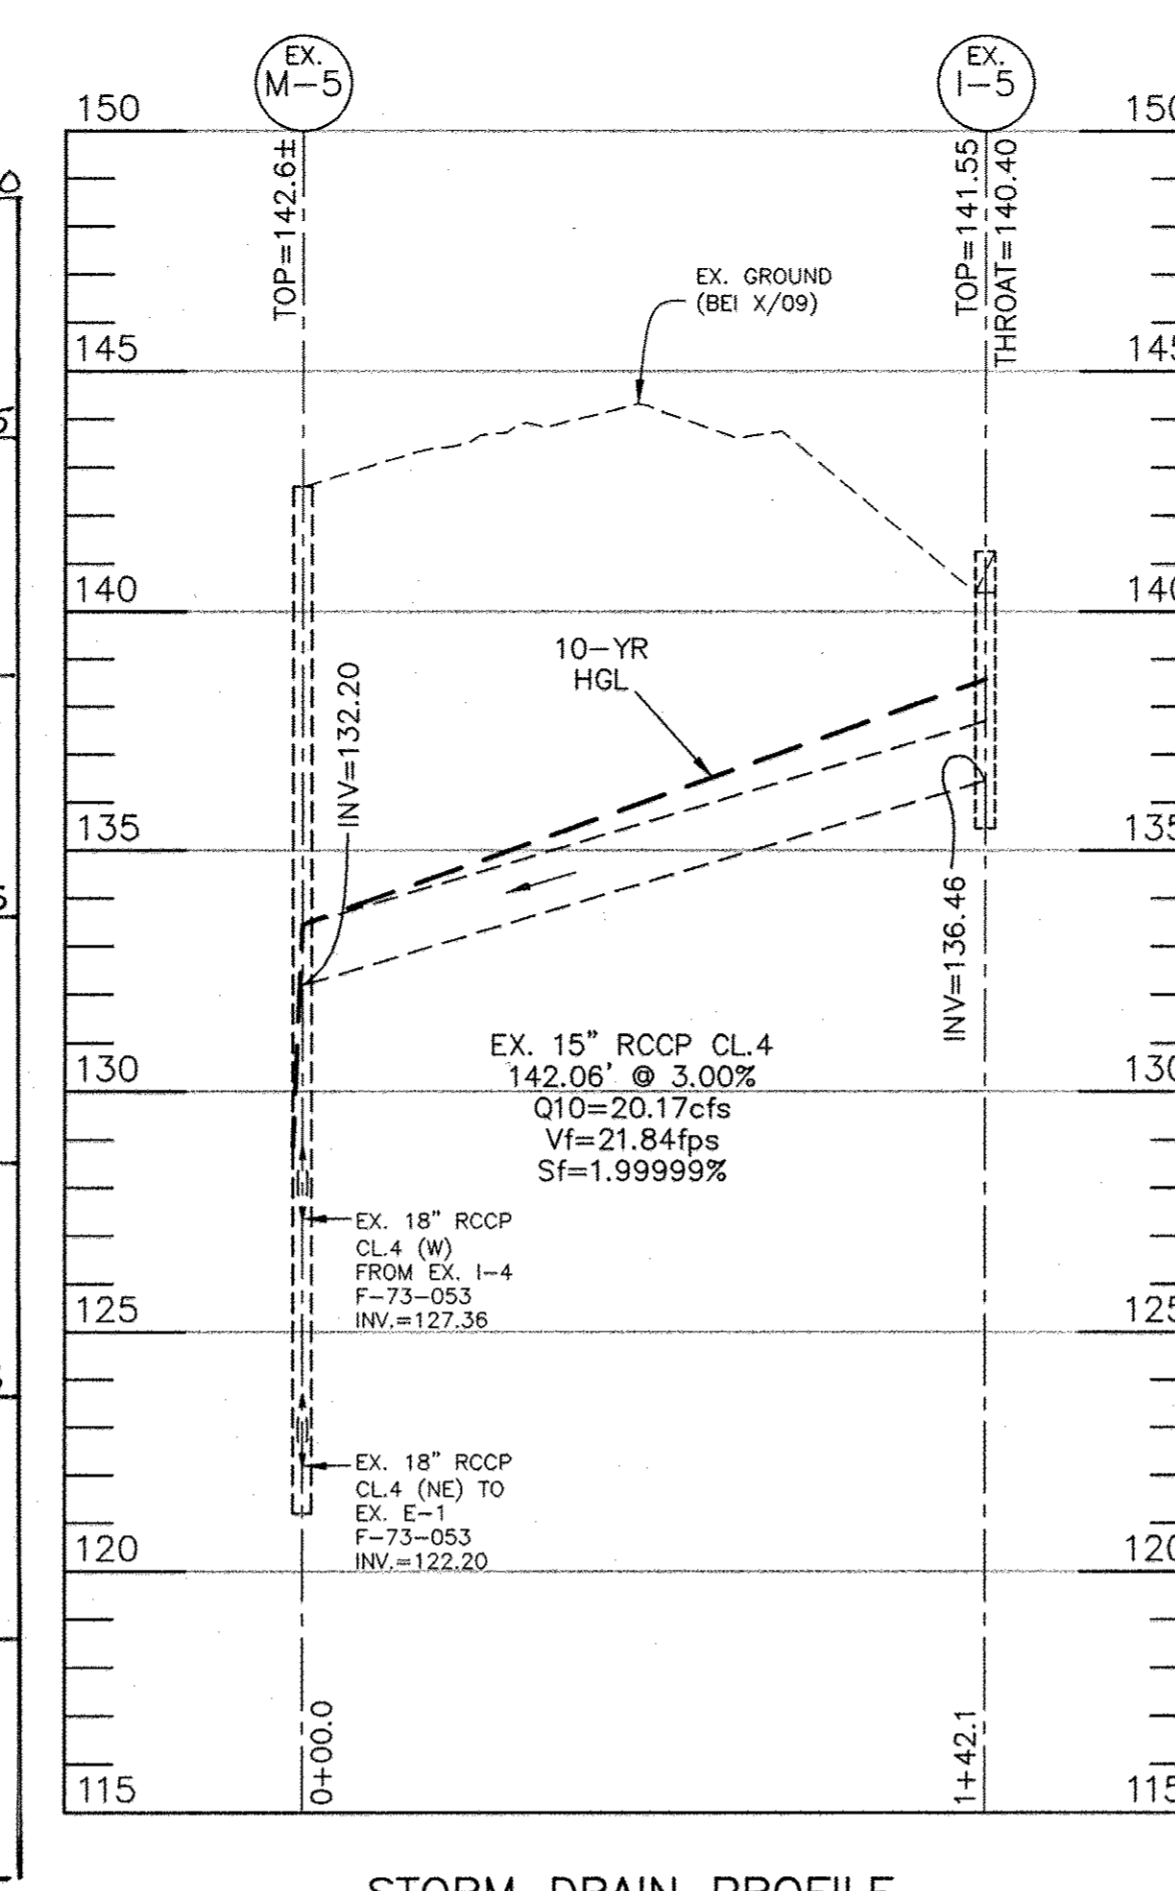 EX.
M-5
EX.
I-5
150
150
TOP=142.6±
TOP=141.55
THROAT=140.40
EX. GROUND
(BEI X/09)
145
145
140
140
10-YR
HGL
INV=132.20
135
135
INV=136.46
EX. 15" RCCP CL.4
142.06' @ 3.00%
Q10=20.17cfs
Vf=21.84fps
Sf=1.99999%
130
130
EX. 18" RCCP
CL.4 (W)
FROM EX. I-4
F-73-053
INV.=127.36
125
125
EX. 18" RCCP
CL.4 (NE) TO
EX. E-1
F-73-053
INV.=122.20
120
120
0+00.0
1+42.1
115
115
STORM DRAIN PROFILE